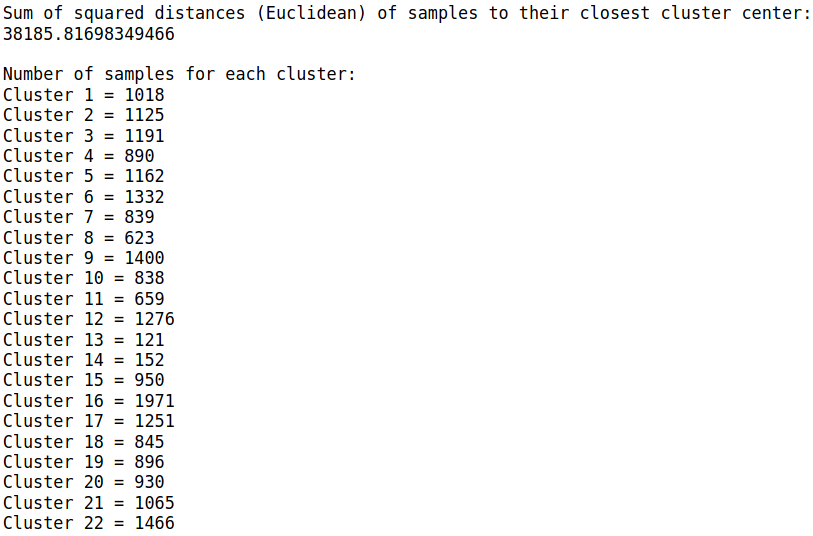 Sum of squared distances (Euclidean) of samples to their closest cluster center:
38185.81698349466
Number of samples for each cluster:
Cluster 1 = 1018
Cluster 2 = 1125
Cluster 3 = 1191
Cluster 4 = 890
Cluster 5 = 1162
Cluster 6 = 1332
Cluster 7 = 839
Cluster 8 = 623
Cluster 9 = 1400
Cluster 10 = 838
Cluster 11 = 659
Cluster 12 = 1276
Cluster 13 = 121
Cluster 14 = 152
Cluster 15 = 950
Cluster 16 = 1971
Cluster 17 = 1251
Cluster 18 = 845
Cluster 19 = 896
Cluster 20 = 930
Cluster 21 = 1065
Cluster 22 = 1466